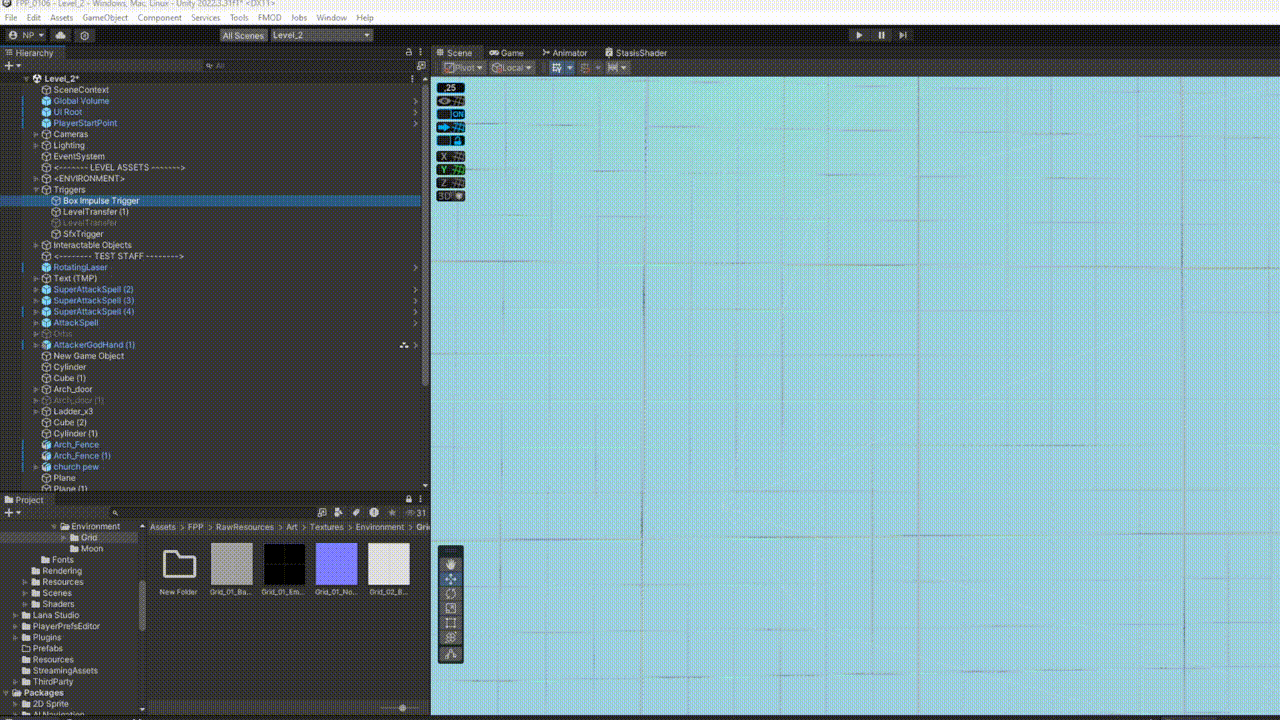 FPP_0106 - Level_2 - Windows, Mac, Linux - Unity 2022.3.31f1* <DX11>
File Edit Assets GameObject Component Services Tools FMOD Jobs Window Help
NP All Scenes Level_2
Hierarchy Scene Game Animator StasisShader
All Pivot Local
Level_2*
SceneContext
Global Volume
UI Root
PlayerStartPoint
Cameras
Lighting
EventSystem
<------- LEVEL ASSETS ------->
<ENVIRONMENT>
Triggers
Box Impulse Trigger
LevelTransfer (1)
LevelTransfer
SfxTrigger
Interactable Objects
<-------- TEST STAFF -------->
RotatingLaser
Text (TMP)
SuperAttackSpell (2)
SuperAttackSpell (3)
SuperAttackSpell (4)
AttackSpell
Orbs
AttackerGodHand (1)
New Game Object
Cylinder
Cube (1)
Arch_door
Arch_door (1)
Ladder_x3
Cube (2)
Cylinder (1)
Arch_Fence
Arch_Fence (1)
church pew
Plane
Plane (1)
.25
ON
X
Y
Z
3D
Project
31
Environment
Grid
Moon
Fonts
Rendering
Resources
Scenes
Shaders
Lana Studio
PlayerPrefsEditor
Plugins
Prefabs
Resources
StreamingAssets
ThirdParty
Packages
2D Sprite
AI Navigation
Assets > FPP > RawResources > Art > Textures > Environment > Gri
New Folder Grid_01_Ba... Grid_01_Em... Grid_01_No... Grid_02_B...